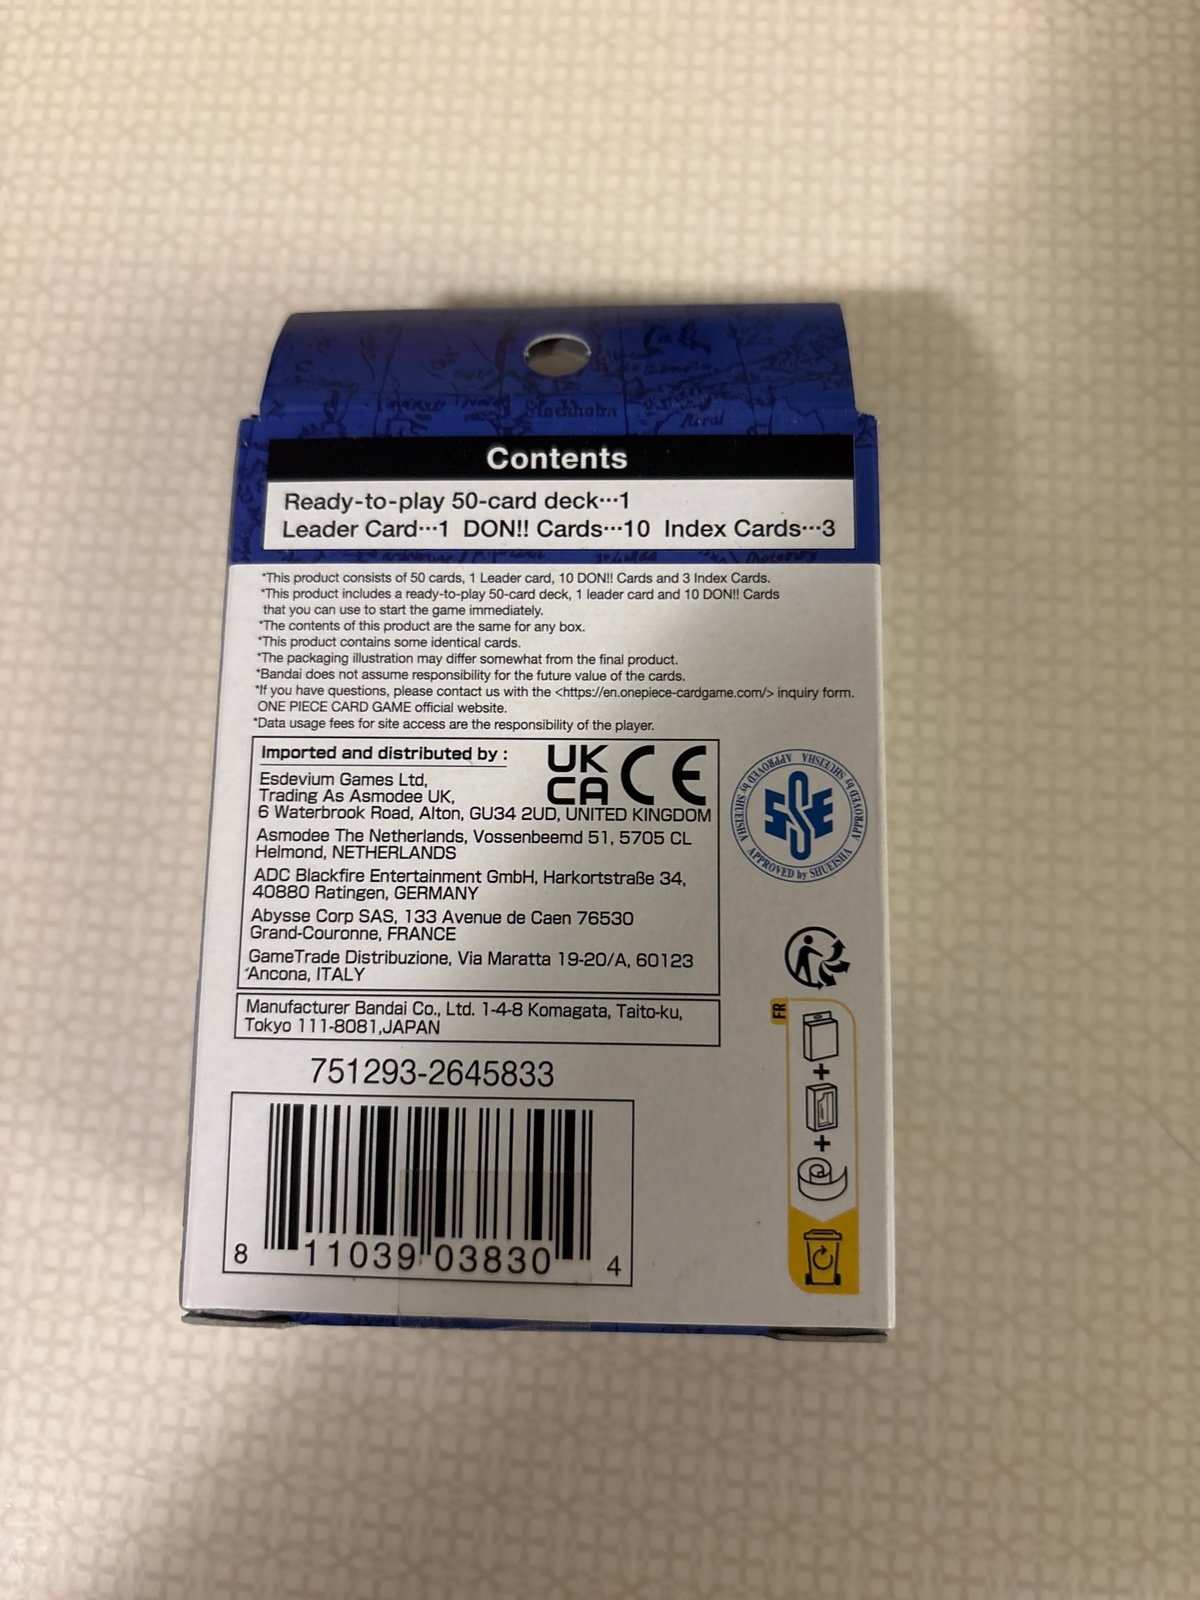 Contents
Ready-to-play 50-card deck···1
Leader Card···1 DON!! Cards···10 Index Cards···3
*This product consists of 50 cards, 1 Leader card, 10 DON!! Cards and 3 Index Cards.
*This product includes a ready-to-play 50-card deck, 1 leader card and 10 DON!! Cards
that you can use to start the game immediately.
*The contents of this product are the same for any box.
*This product contains some identical cards.
*The packaging illustration may differ somewhat from the final product.
*Bandai does not assume responsibility for the future value of the cards.
*If you have questions, please contact us with the <https://en.onepiece-cardgame.com/> inquiry form.
ONE PIECE CARD GAME official website.
*Data usage fees for site access are the responsibility of the player.
Imported and distributed by :
UK
CA
CE
Esdevium Games Ltd,
Trading As Asmodee UK,
6 Waterbrook Road, Alton, GU34 2UD, UNITED KINGDOM
Asmodee The Netherlands, Vossenbeemd 51, 5705 CL
Helmond, NETHERLANDS
ADC Blackfire Entertainment GmbH, Harkortstraße 34,
40880 Ratingen, GERMANY
Abysse Corp SAS, 133 Avenue de Caen 76530
Grand-Couronne, FRANCE
GameTrade Distribuzione, Via Maratta 19-20/A, 60123
Ancona, ITALY
APPROVED by SHUEISHA APPROVED by SHUEISHA APPROVED by SHUEISHA
SSE
Manufacturer Bandai Co., Ltd. 1-4-8 Komagata, Taito-ku,
Tokyo 111-8081,JAPAN
FR
751293-2645833
8 11039 03830 4